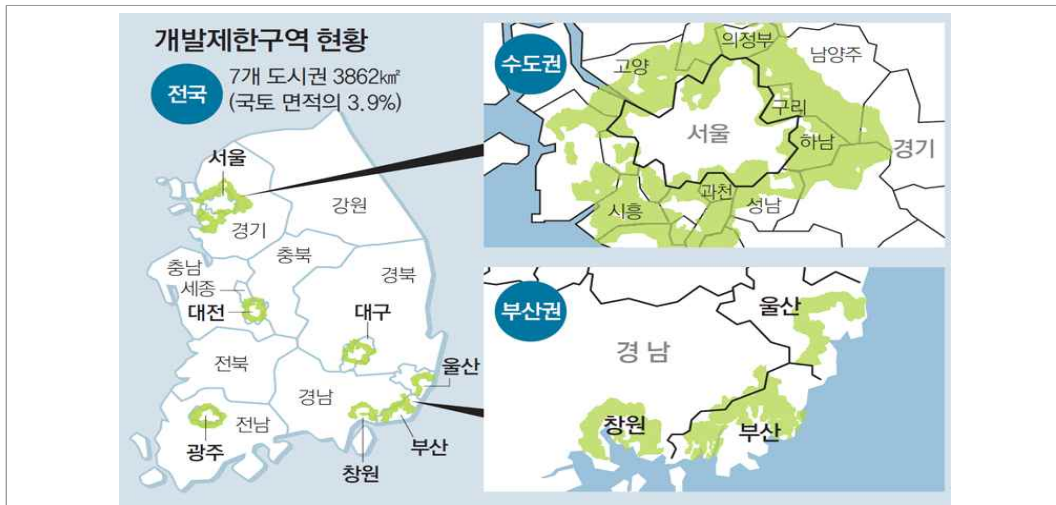 개발제한구역 현황
전국
7개 도시권 3862㎢
(국토 면적의 3.9%)
서울
강원
경기
충북
충남
세종
대전
경북
대구
전북
울산
경남
전남
광주
부산
창원
수도권
의정부
남양주
고양
구리
서울
하남
경기
과천
시흥
성남
부산권
울산
경남
창원
부산